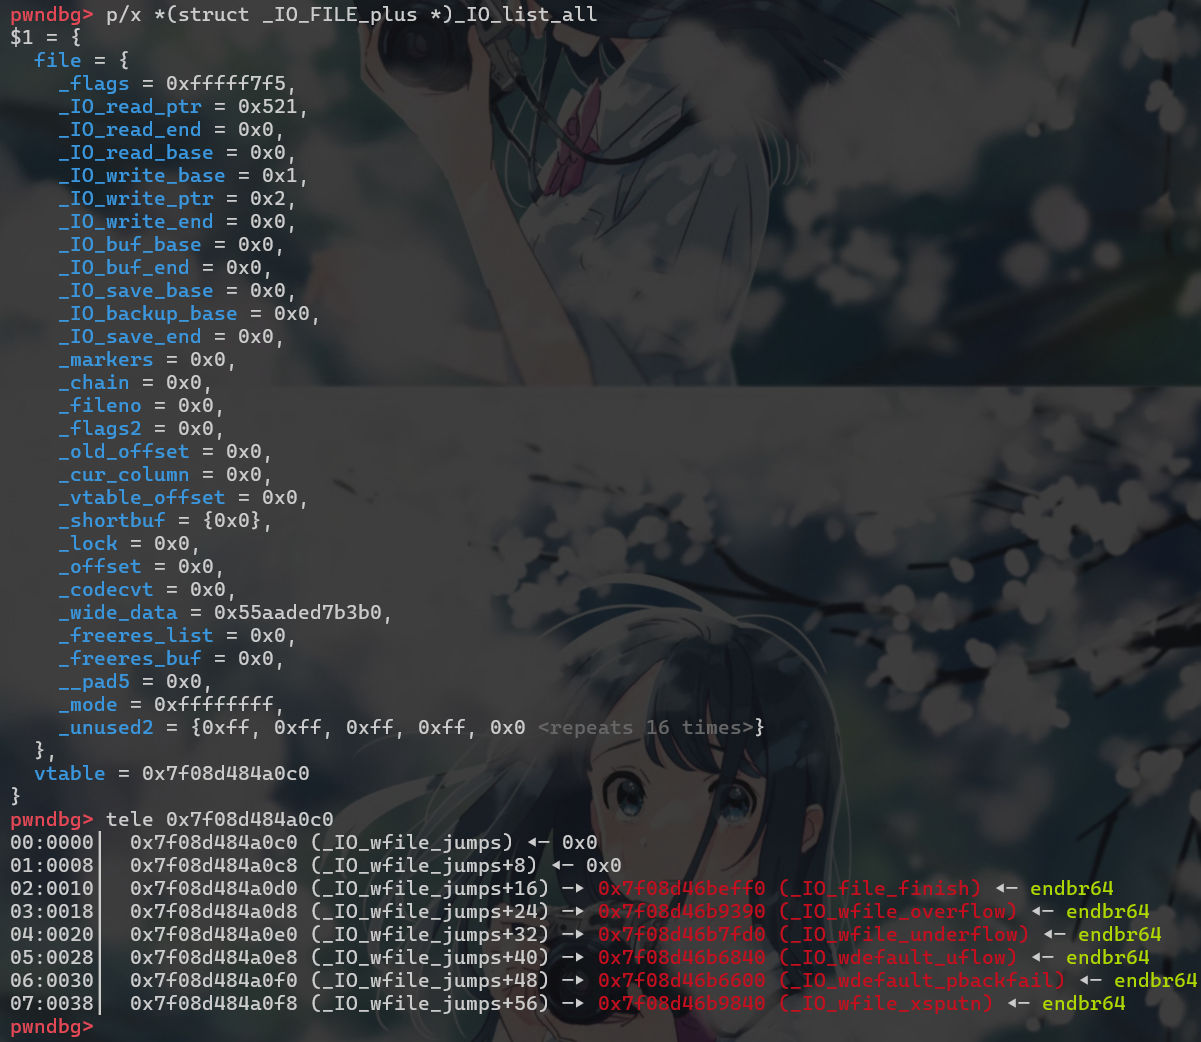 pwndbg> p/x *(struct _IO_FILE_plus *)_IO_list_all
$1 = {
  file = {
    _flags = 0xfffff7f5,
    _IO_read_ptr = 0x521,
    _IO_read_end = 0x0,
    _IO_read_base = 0x0,
    _IO_write_base = 0x1,
    _IO_write_ptr = 0x2,
    _IO_write_end = 0x0,
    _IO_buf_base = 0x0,
    _IO_buf_end = 0x0,
    _IO_save_base = 0x0,
    _IO_backup_base = 0x0,
    _IO_save_end = 0x0,
    _markers = 0x0,
    _chain = 0x0,
    _fileno = 0x0,
    _flags2 = 0x0,
    _old_offset = 0x0,
    _cur_column = 0x0,
    _vtable_offset = 0x0,
    _shortbuf = {0x0},
    _lock = 0x0,
    _offset = 0x0,
    _codecvt = 0x0,
    _wide_data = 0x55aaded7b3b0,
    _freeres_list = 0x0,
    _freeres_buf = 0x0,
    __pad5 = 0x0,
    _mode = 0xffffffff,
    _unused2 = {0xff, 0xff, 0xff, 0xff, 0x0 <repeats 16 times>}
  },
  vtable = 0x7f08d484a0c0
}
pwndbg> tele 0x7f08d484a0c0
00:0000│  0x7f08d484a0c0 (_IO_wfile_jumps) ◂— 0x0
01:0008│  0x7f08d484a0c8 (_IO_wfile_jumps+8) ◂— 0x0
02:0010│  0x7f08d484a0d0 (_IO_wfile_jumps+16) —▸ 0x7f08d46beff0 (_IO_file_finish) ◂— endbr64
03:0018│  0x7f08d484a0d8 (_IO_wfile_jumps+24) —▸ 0x7f08d46b9390 (_IO_wfile_overflow) ◂— endbr64
04:0020│  0x7f08d484a0e0 (_IO_wfile_jumps+32) —▸ 0x7f08d46b7fd0 (_IO_wfile_underflow) ◂— endbr64
05:0028│  0x7f08d484a0e8 (_IO_wfile_jumps+40) —▸ 0x7f08d46b6840 (_IO_wdefault_uflow) ◂— endbr64
06:0030│  0x7f08d484a0f0 (_IO_wfile_jumps+48) —▸ 0x7f08d46b6600 (_IO_wdefault_pbackfail) ◂— endbr64
07:0038│  0x7f08d484a0f8 (_IO_wfile_jumps+56) —▸ 0x7f08d46b9840 (_IO_wfile_xsputn) ◂— endbr64
pwndbg>